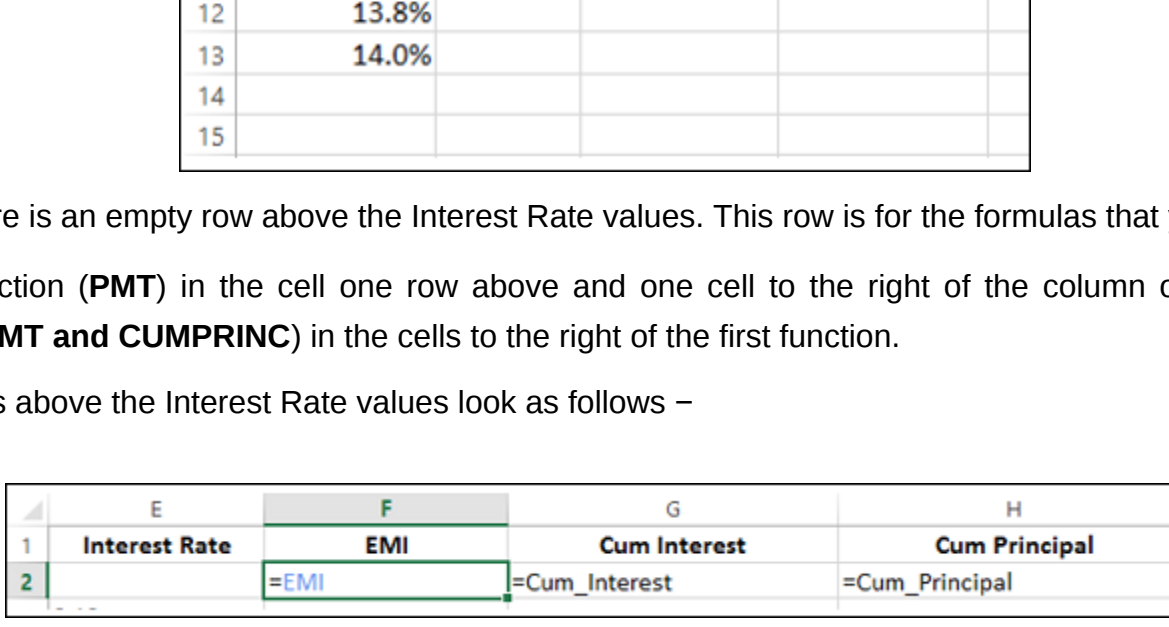 12 13.8%
13 14.0%
14
15
re is an empty row above the Interest Rate values. This row is for the formulas that
ction (PMT) in the cell one row above and one cell to the right of the column
MT and CUMPRINC) in the cells to the right of the first function.
s above the Interest Rate values look as follows −
E F G H
1 Interest Rate EMI Cum Interest Cum Principal
2 =EMI =Cum_Interest =Cum_Principal